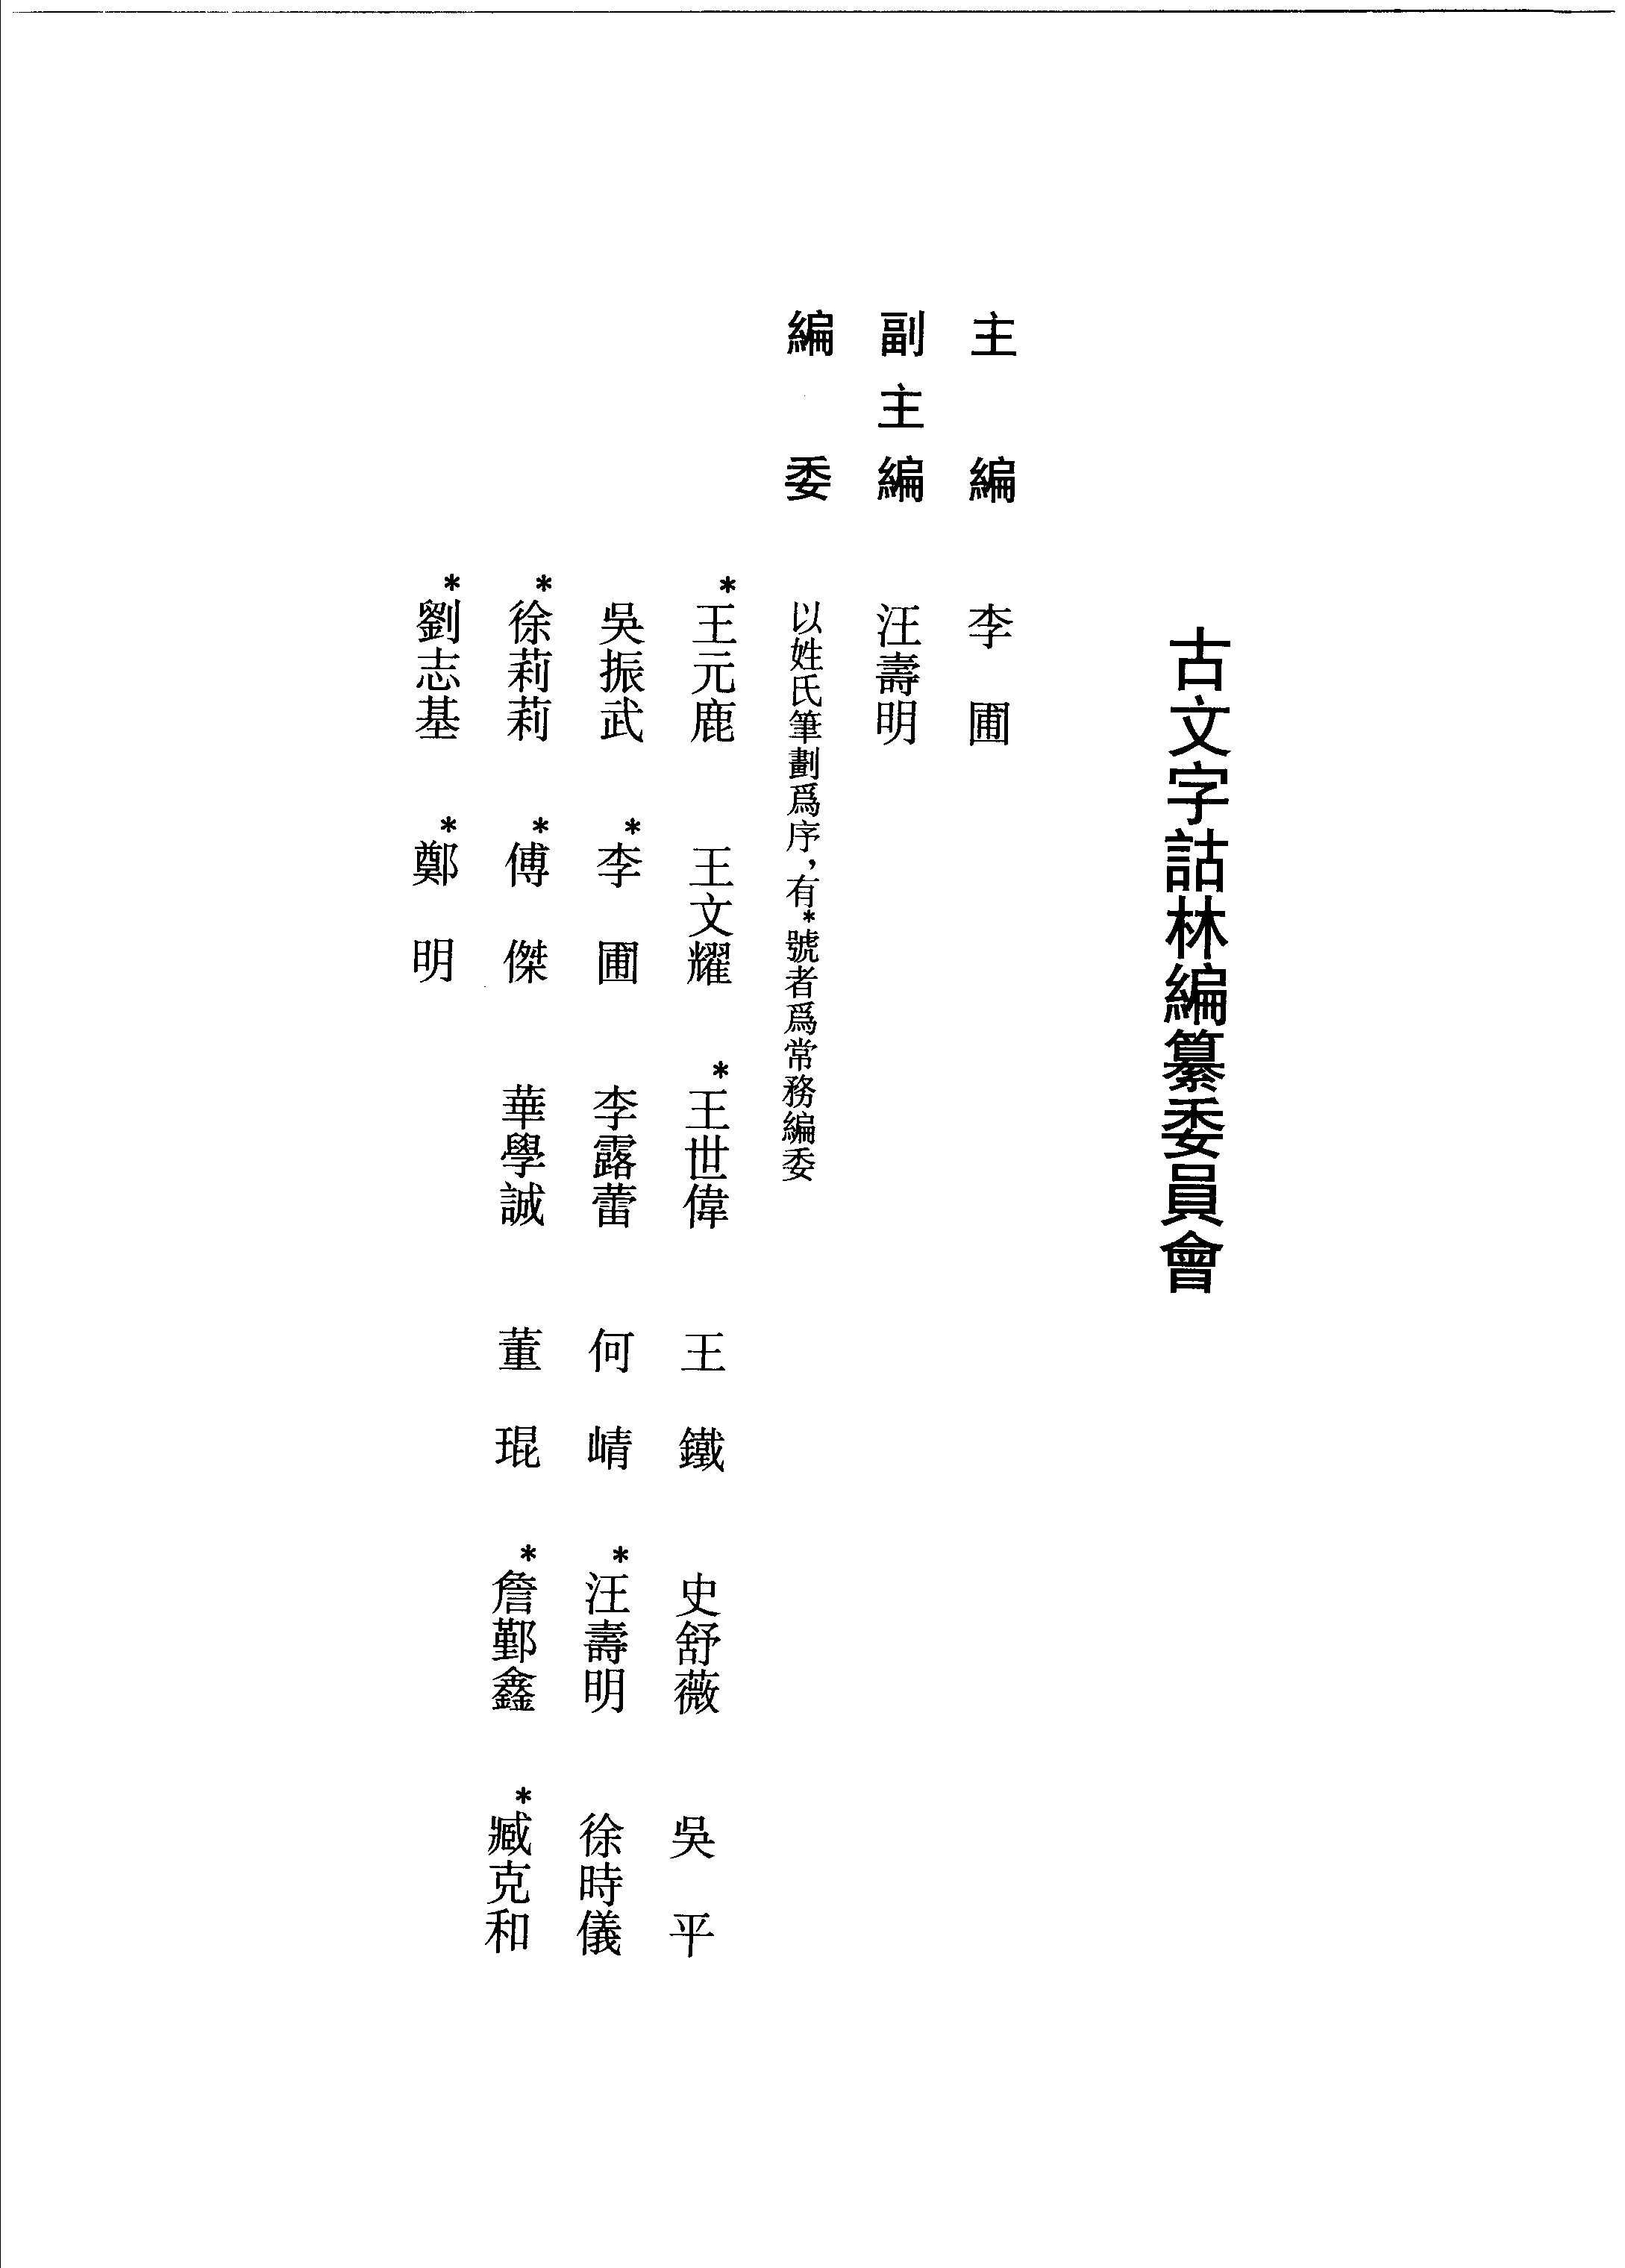 古文字詁林編纂委員會
主編 李圃
副主編 汪壽明
編委 以姓氏筆劃爲序，有*號者爲常務編委
*王元鹿 王文耀 *王世偉 王鐵 史舒薇 吳平
吳振武 *李圃 李露蕾 何崝 *汪壽明 徐時儀
*徐莉莉 *傅傑 華學誠 董琨 *詹鄞鑫 *臧克和
*劉志基 *鄭明